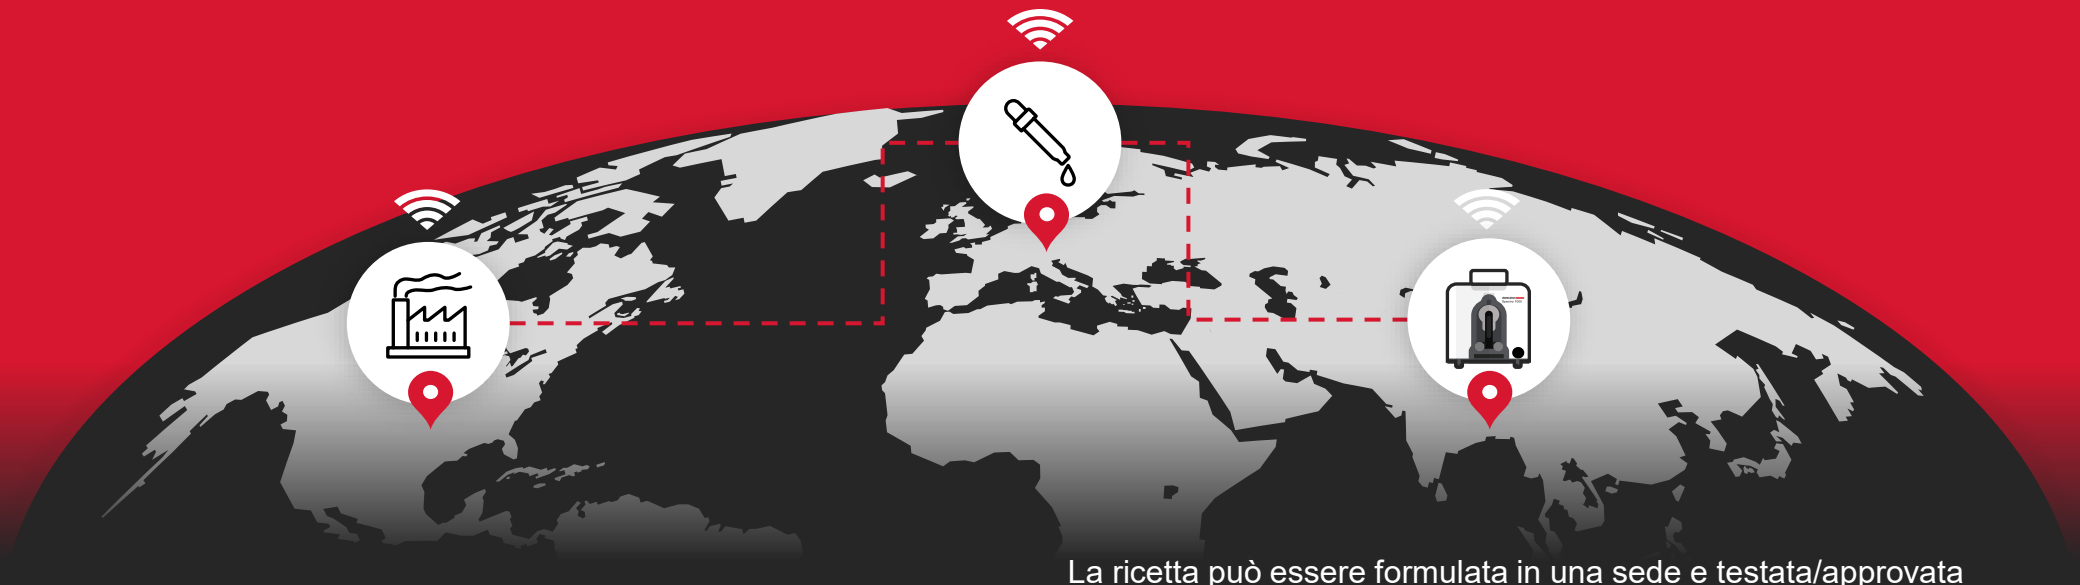 La ricetta può essere formulata in una sede e testata/approvata